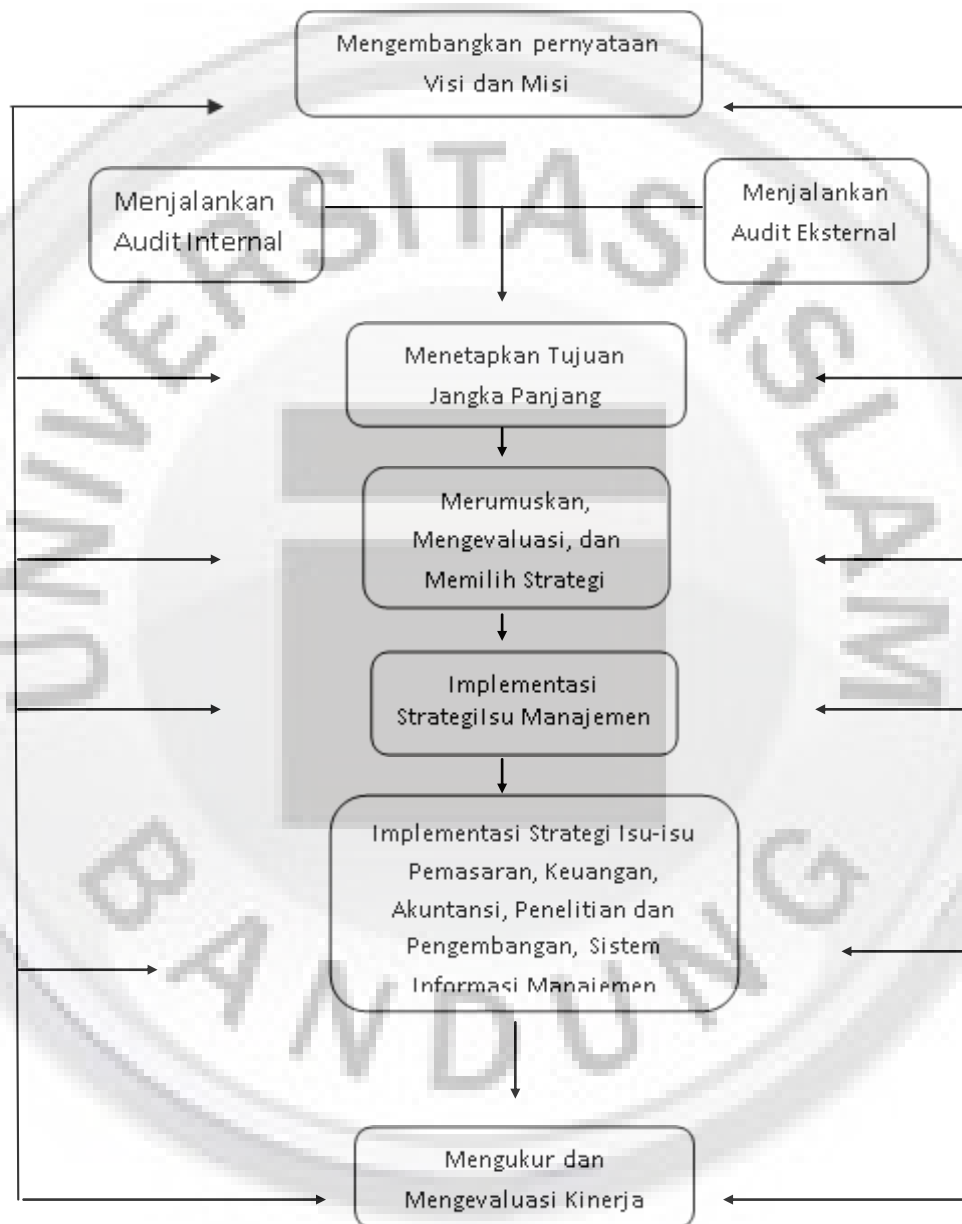 Mengembangkan pernyataan
Visi dan Misi
Menjalankan
Audit Internal
Menjalankan
Audit Eksternal
Menetapkan Tujuan
Jangka Panjang
Merumuskan,
Mengevaluasi, dan
Memilih Strategi
Implementasi
StrategiIsu Manajemen
Implementasi Strategi Isu-isu
Pemasaran, Keuangan,
Akuntansi, Penelitian dan
Pengembangan, Sistem
Informasi Manajemen
Mengukur dan
Mengevaluasi Kinerja
UNIVERSITAS ISLAM
BANDUNG